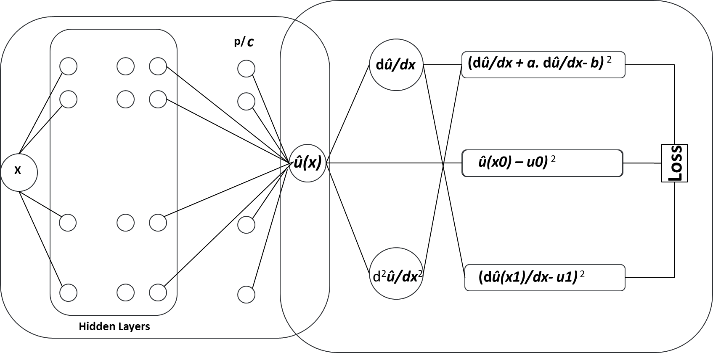 p/c
X
Hidden Layers
û(x)
dû/dx
d²û/dx²
(dû/dx + a. dû/dx- b) ²
û(x0) – u0) ²
(dû(x1)/dx- u1) ²
Loss